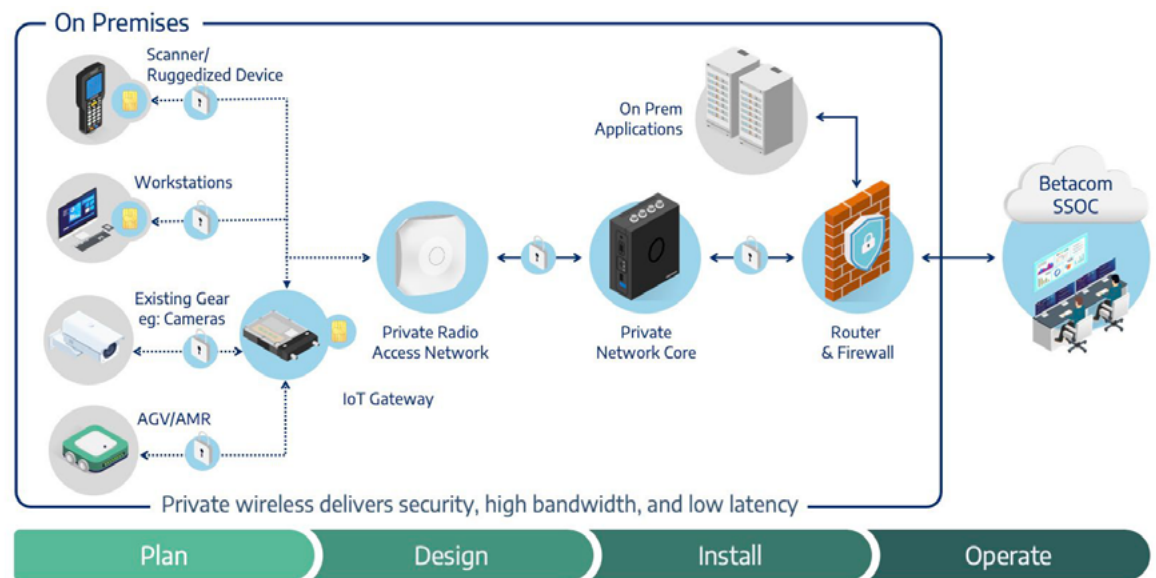 On Premises
Scanner/
Ruggedized Device
Workstations
Existing Gear
eg: Cameras
AGV/AMR
IoT Gateway
Private Radio
Access Network
Private
Network Core
On Prem
Applications
Router
& Firewall
Betacom
SSOC
Private wireless delivers security, high bandwidth, and low latency
Plan
Design
Install
Operate